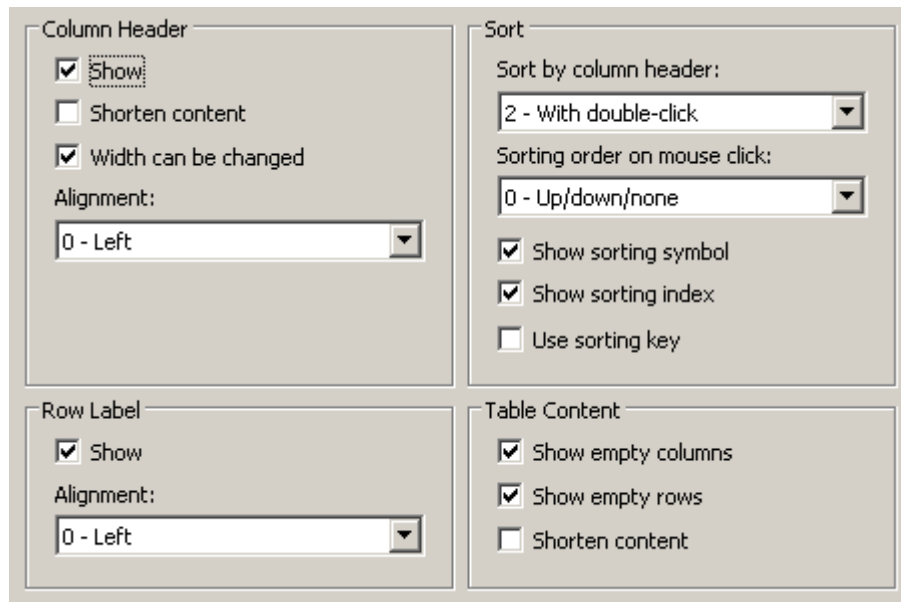 Column Header
Show
Shorten content
Width can be changed
Alignment:
0 - Left
Sort
Sort by column header:
2 - With double-click
Sorting order on mouse click:
0 - Up/down/none
Show sorting symbol
Show sorting index
Use sorting key
Row Label
Show
Alignment:
0 - Left
Table Content
Show empty columns
Show empty rows
Shorten content